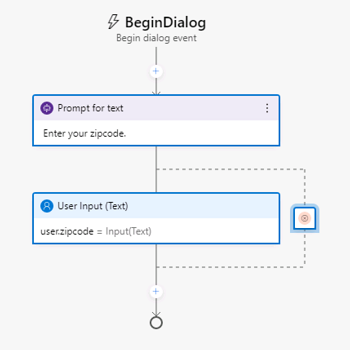 BeginDialog
Begin dialog event
Prompt for text
Enter your zipcode.
User Input (Text)
user.zipcode = Input(Text)